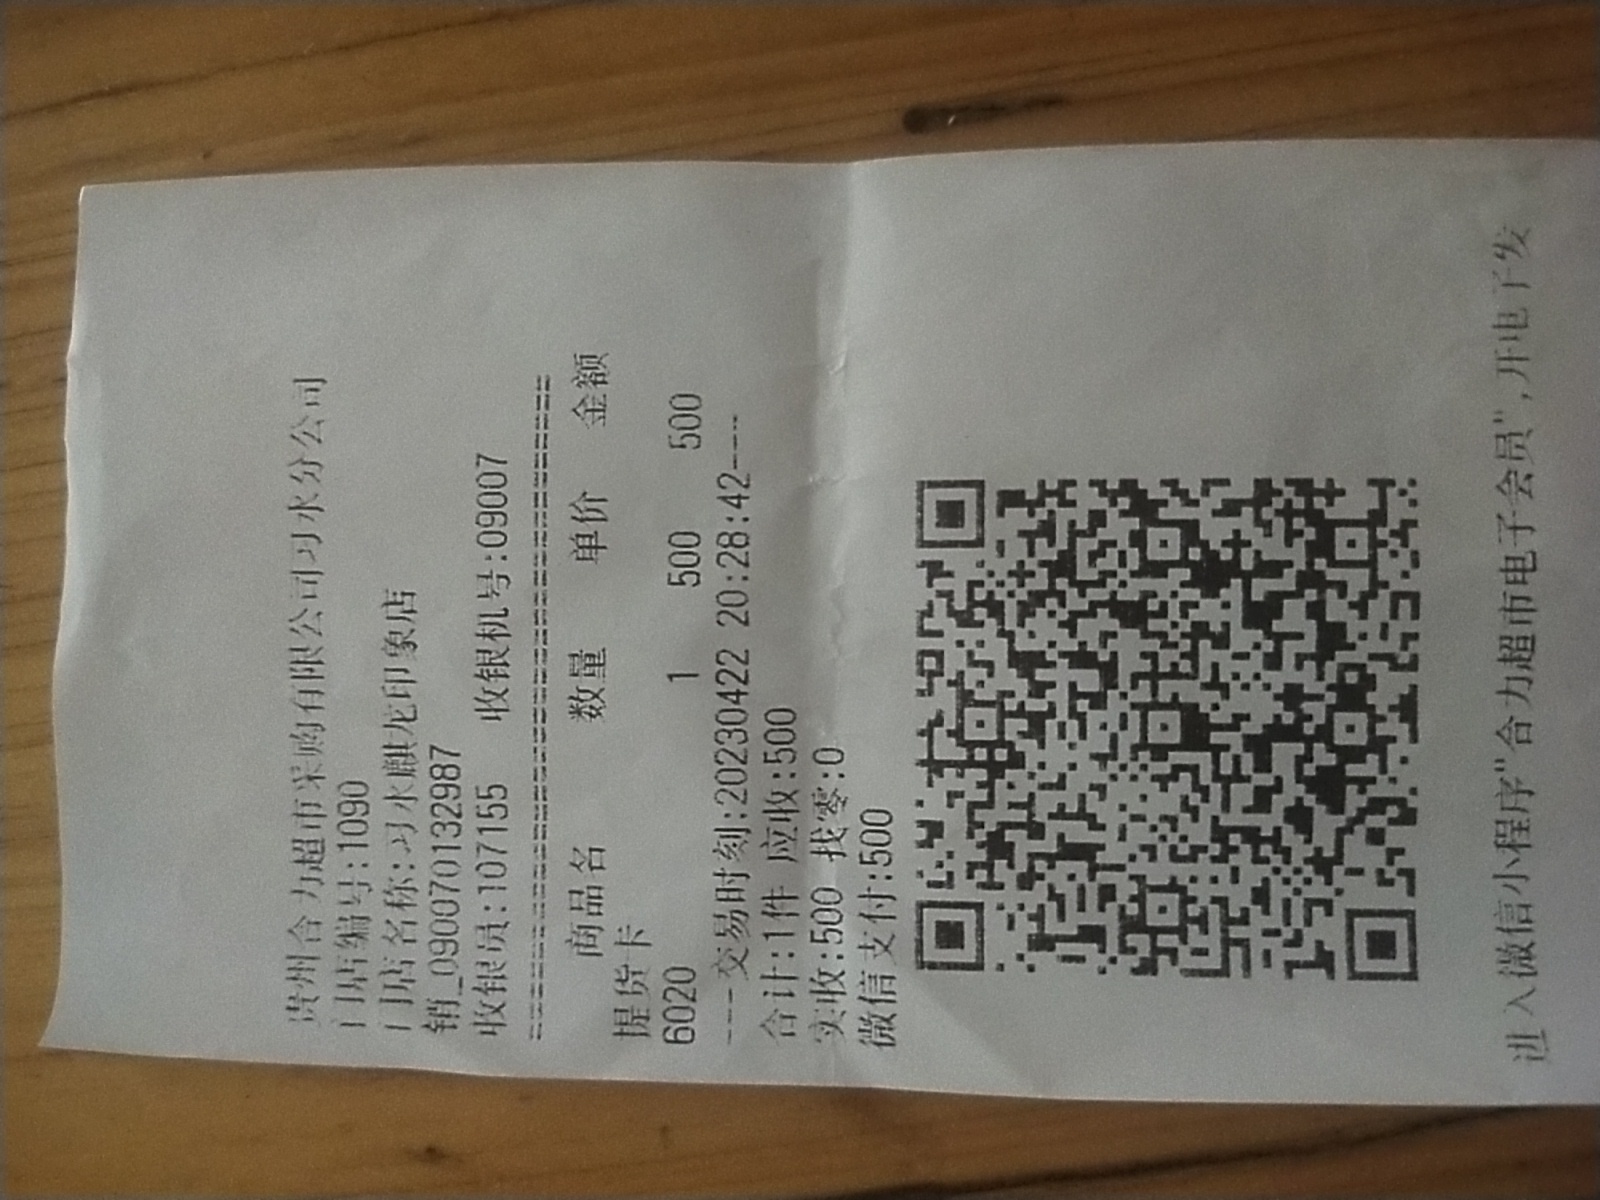 贵州合力超市采购有限公司习水分公司
门店编号:1090
门店名称:习水麒龙印象店
销_090070132987
收银员:107155 收银机号:09007
商品名 数量 单价 金额
提货卡
6020 1 500 500
---交易时刻:20230422 20:28:42---
合计:1件 应收:500
实收:500 找零:0
微信支付:500
进入微信小程序"合力超市电子会员",开电子发